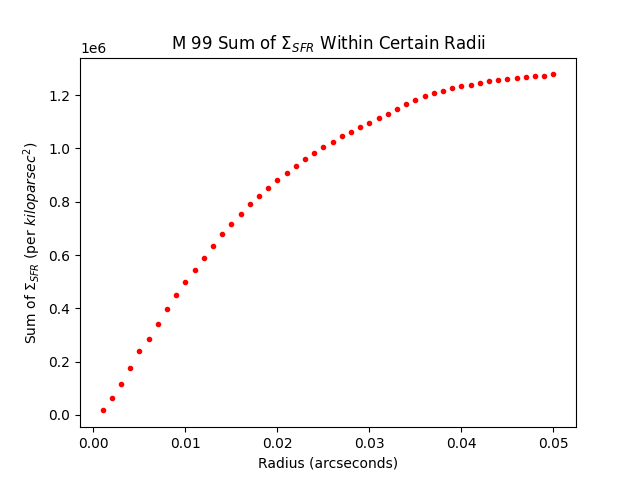 M 99 Sum of Σ_SFR Within Certain Radii
1e6
1.2
1.0
0.8
0.6
0.4
0.2
0.0
Sum of Σ_SFR (per kiloparsec²)
0.00 0.01 0.02 0.03 0.04 0.05
Radius (arcseconds)